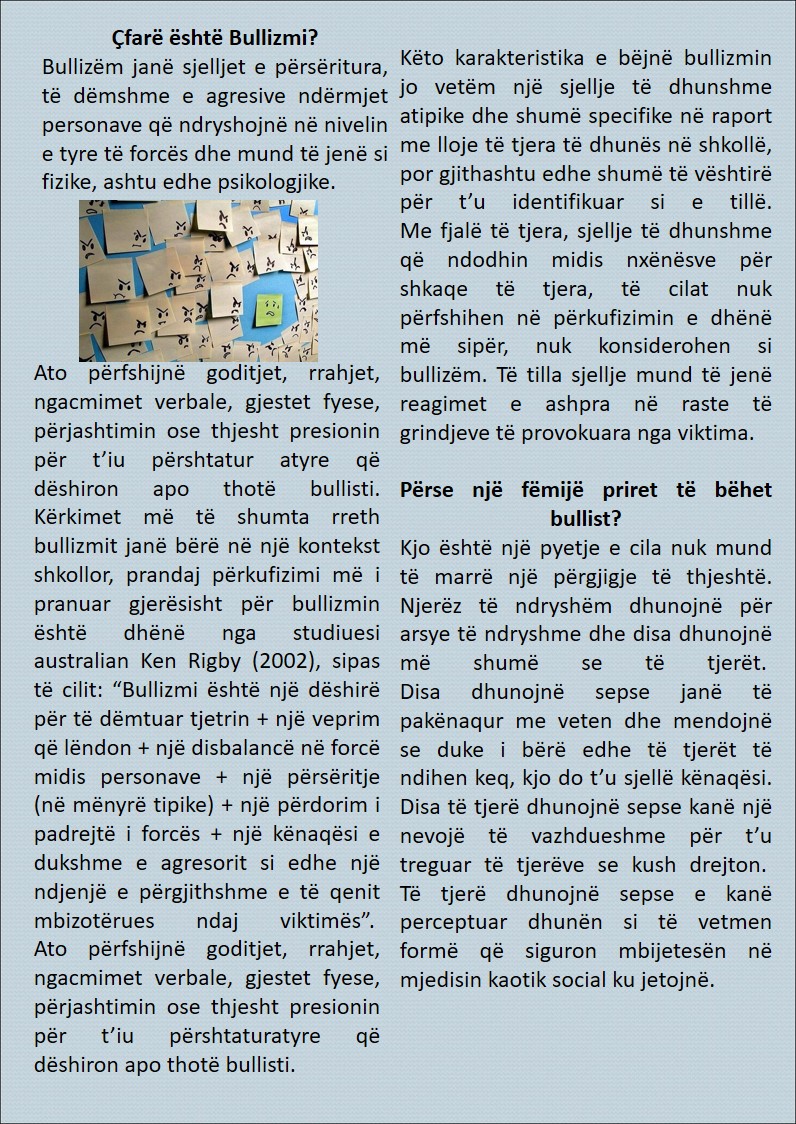 Çfarë është Bullizmi?
Bullizëm janë sjelljet e përsëritura,
të dëmshme e agresive ndërmjet
personave që ndryshojnë në nivelin
e tyre të forcës dhe mund të jenë si
fizike, ashtu edhe psikologjike.
Ato përfshijnë goditjet, rrahjet,
ngacmimet verbale, gjestet fyese,
përjashtimin ose thjesht presionin
për t’iu përshtatur atyre që
dëshiron apo thotë bullisti.
Kërkimet më të shumta rreth
bullizmit janë bërë në një kontekst
shkollor, prandaj përkufizimi më i
pranuar gjerësisht për bullizmin
është dhënë nga studiuesi
australian Ken Rigby (2002), sipas
të cilit: “Bullizmi është një dëshirë
për të dëmtuar tjetrin + një veprim
që lëndon + një disbalancë në forcë
midis personave + një përsëritje
(në mënyrë tipike) + një përdorim i
padrejtë i forcës + një kënaqësi e
dukshme e agresorit si edhe një
ndjenjë e përgjithshme e të qenit
mbizotërues ndaj viktimës”.
Ato përfshijnë goditjet, rrahjet,
ngacmimet verbale, gjestet fyese,
përjashtimin ose thjesht presionin
për t’iu përshtaturatyre që
dëshiron apo thotë bullisti.
Këto karakteristika e bëjnë bullizmin
jo vetëm një sjellje të dhunshme
atipike dhe shumë specifike në raport
me lloje të tjera të dhunës në shkollë,
por gjithashtu edhe shumë të vështirë
për t’u identifikuar si e tillë.
Me fjalë të tjera, sjellje të dhunshme
që ndodhin midis nxënësve për
shkaqe të tjera, të cilat nuk
përfshihen në përkufizimin e dhënë
më sipër, nuk konsiderohen si
bullizëm. Të tilla sjellje mund të jenë
reagimet e ashpra në raste të
grindjeve të provokuara nga viktima.
Përse një fëmijë priret të bëhet
bullist?
Kjo është një pyetje e cila nuk mund
të marrë një përgjigje të thjeshtë.
Njerëz të ndryshëm dhunojnë për
arsye të ndryshme dhe disa dhunojnë
më shumë se të tjerët.
Disa dhunojnë sepse janë të
pakënaqur me veten dhe mendojnë
se duke i bërë edhe të tjerët të
ndihen keq, kjo do t’u sjellë kënaqësi.
Disa të tjerë dhunojnë sepse kanë një
nevojë të vazhdueshme për t’u
treguar të tjerëve se kush drejton.
Të tjerë dhunojnë sepse e kanë
perceptuar dhunën si të vetmen
formë që siguron mbijetesën në
mjedisin kaotik social ku jetojnë.